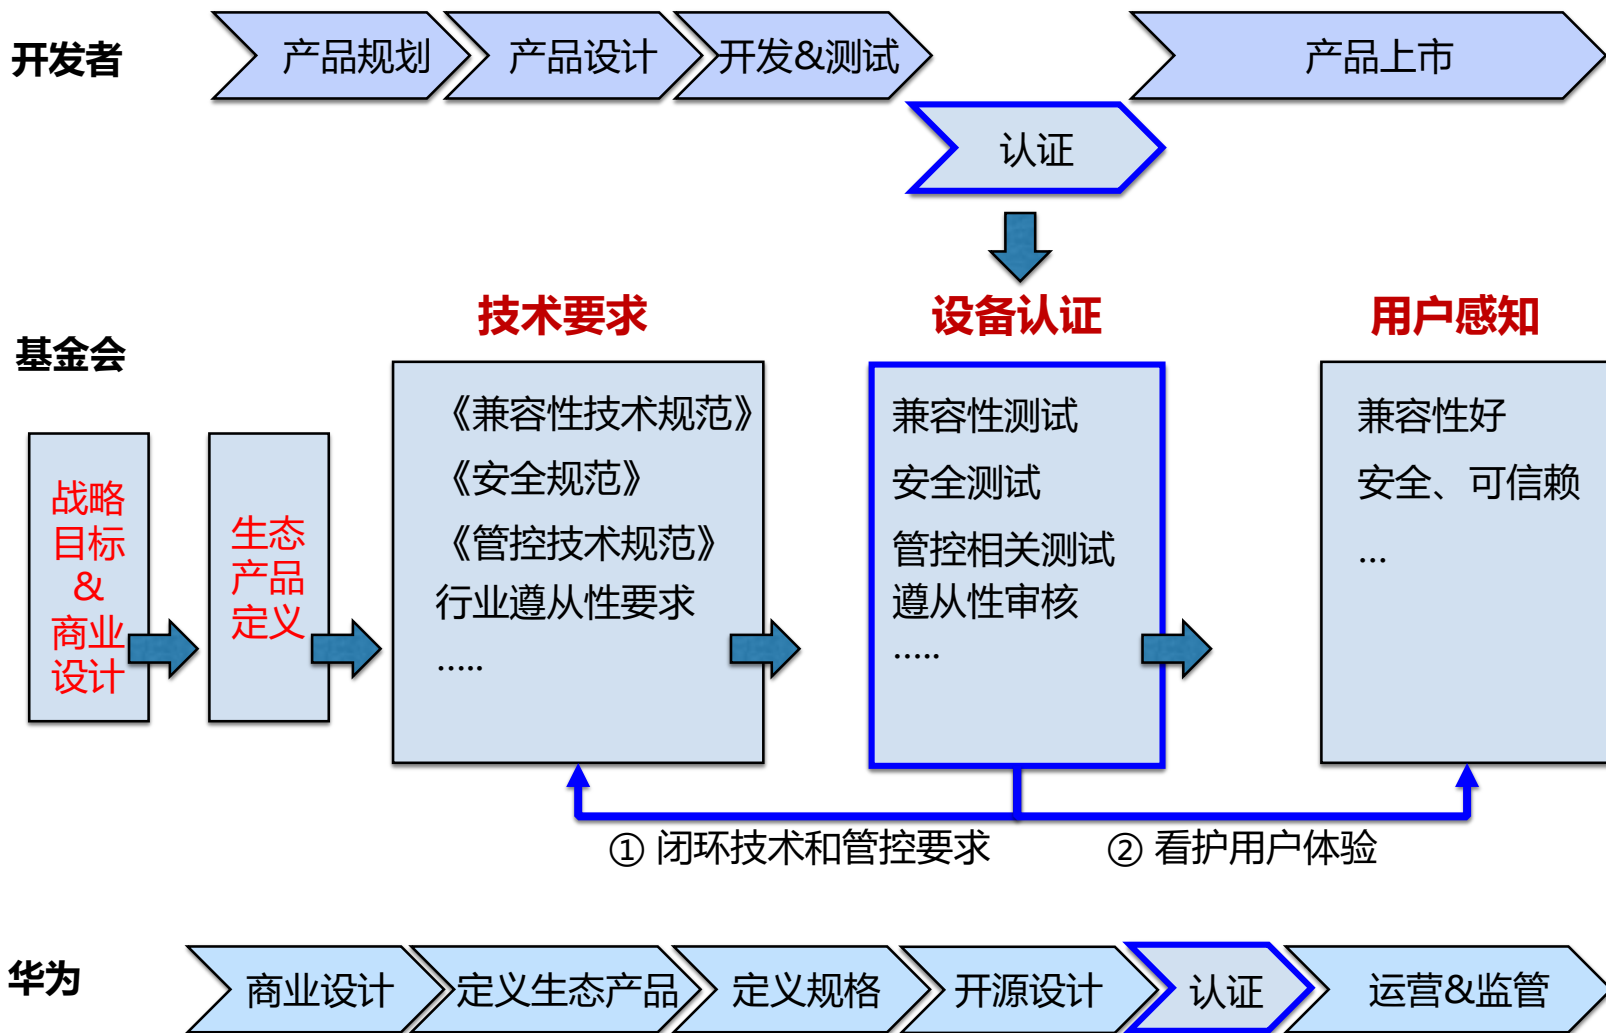 开发者
产品规划
产品设计
开发&测试
产品上市
认证
基金会
技术要求
设备认证
用户感知
战略
目标
&
商业
设计
生态
产品
定义
《兼容性技术规范》
《安全规范》
《管控技术规范》
行业遵从性要求
.....
兼容性测试
安全测试
管控相关测试
遵从性审核
.....
兼容性好
安全、可信赖
...
① 闭环技术和管控要求
② 看护用户体验
华为
商业设计
定义生态产品
定义规格
开源设计
认证
运营&监管